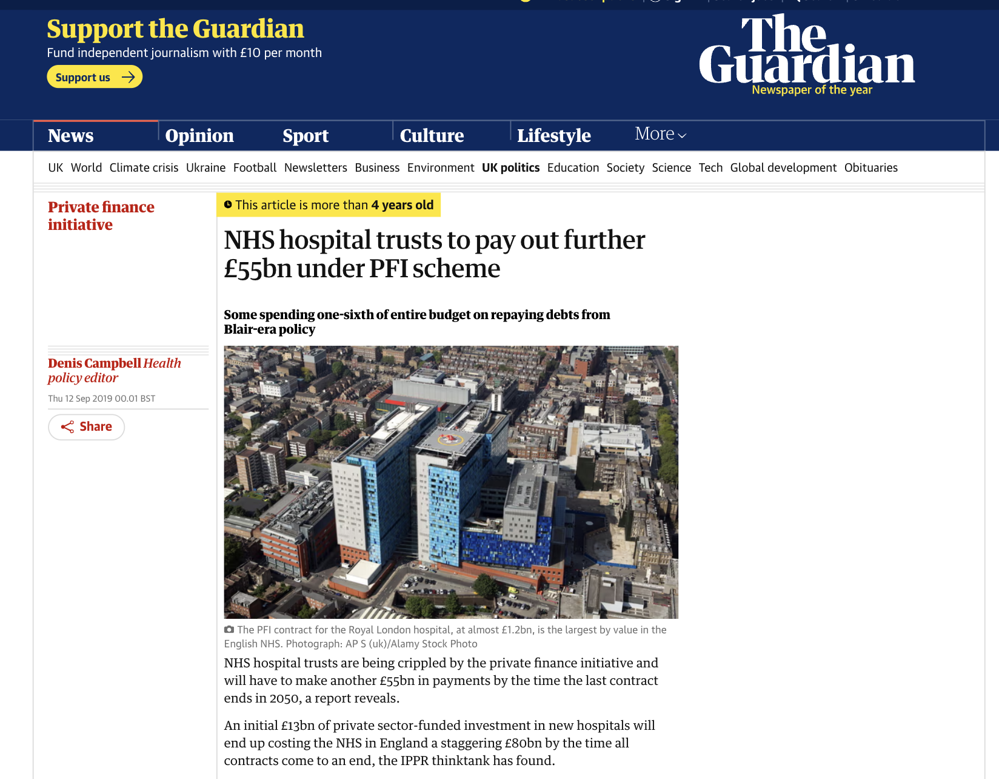 Support the Guardian
Fund independent journalism with £10 per month
Support us
The
Guardian
Newspaper of the year
News
Opinion
Sport
Culture
Lifestyle
More
UK World Climate crisis Ukraine Football Newsletters Business Environment UK politics Education Society Science Tech Global development Obituaries
Private finance
initiative
This article is more than 4 years old
NHS hospital trusts to pay out further
£55bn under PFI scheme
Some spending one-sixth of entire budget on repaying debts from
Blair-era policy
Denis Campbell Health
policy editor
Thu 12 Sep 2019 00.01 BST
Share
The PFI contract for the Royal London hospital, at almost £1.2bn, is the largest by value in the
English NHS. Photograph: AP S (uk)/Alamy Stock Photo
NHS hospital trusts are being crippled by the private finance initiative and
will have to make another £55bn in payments by the time the last contract
ends in 2050, a report reveals.
An initial £13bn of private sector-funded investment in new hospitals will
end up costing the NHS in England a staggering £80bn by the time all
contracts come to an end, the IPPR thinktank has found.